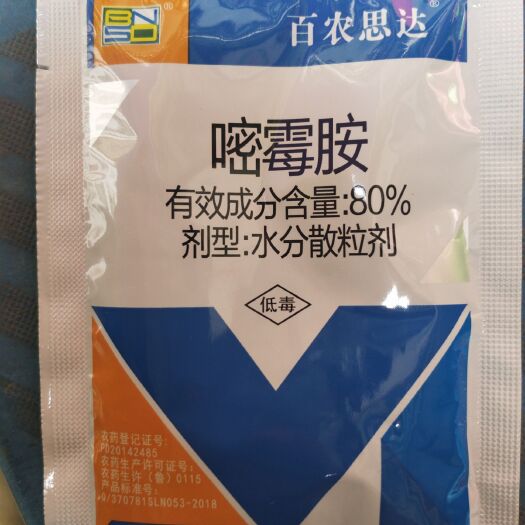 BNSD®
百农思达®
嘧霉胺
有效成分含量:80%
剂型:水分散粒剂
低毒
农药登记证号:
PD20142485
农药生产许可证号:
农药生许（鲁）0115
产品标准号:
Q/370781SLN053-2018